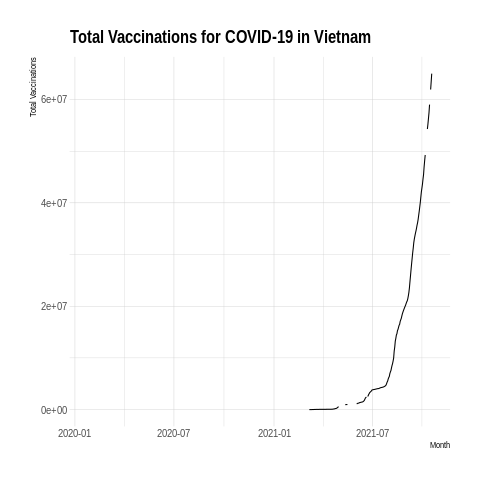 Total Vaccinations for COVID-19 in Vietnam
Total Vaccinations
6e+07
4e+07
2e+07
0e+00
2020-01 2020-07 2021-01 2021-07
Month